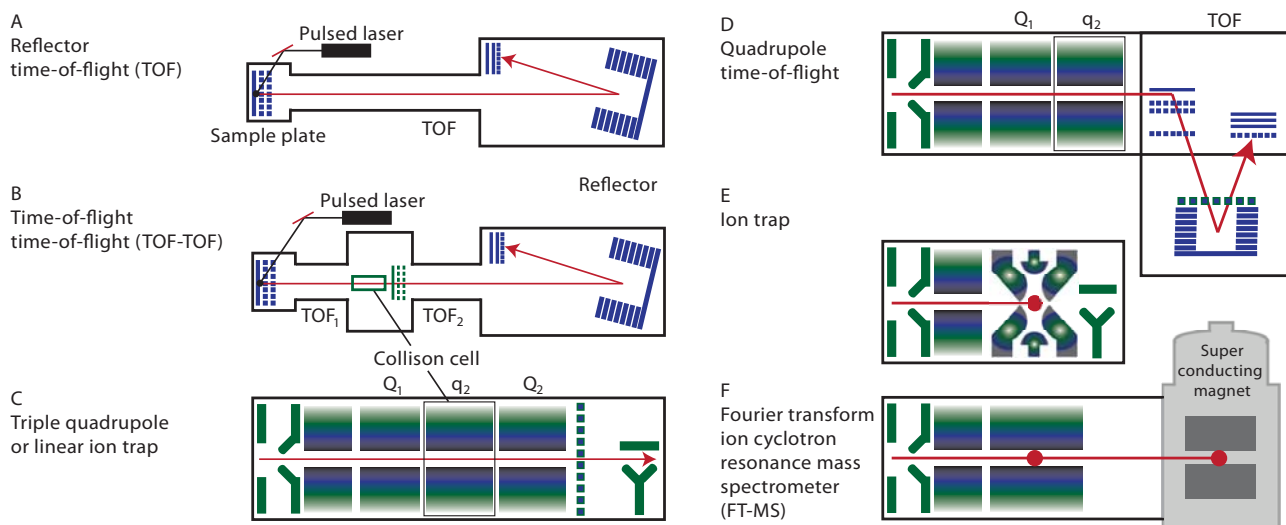 A
Reflector
time-of-flight (TOF)
Pulsed laser
Sample plate
TOF
B
Time-of-flight
time-of-flight (TOF-TOF)
Pulsed laser
Reflector
TOF₁
TOF₂
Collison cell
C
Triple quadrupole
or linear ion trap
Q₁
q₂
Q₂
D
Quadrupole
time-of-flight
Q₁
q₂
TOF
E
Ion trap
F
Fourier transform
ion cyclotron
resonance mass
spectrometer
(FT-MS)
Super
conducting
magnet